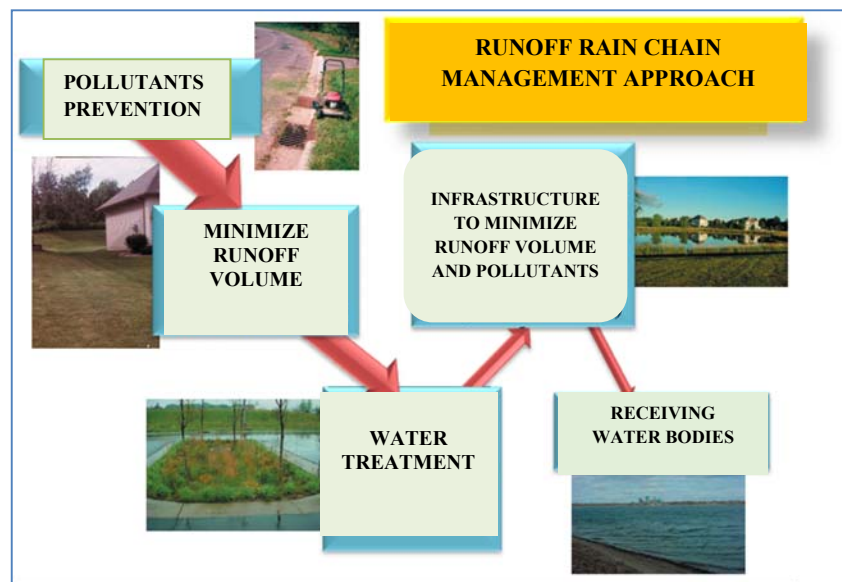 RUNOFF RAIN CHAIN
MANAGEMENT APPROACH
POLLUTANTS
PREVENTION
MINIMIZE
RUNOFF
VOLUME
WATER
TREATMENT
INFRASTRUCTURE
TO MINIMIZE
RUNOFF VOLUME
AND POLLUTANTS
RECEIVING
WATER BODIES